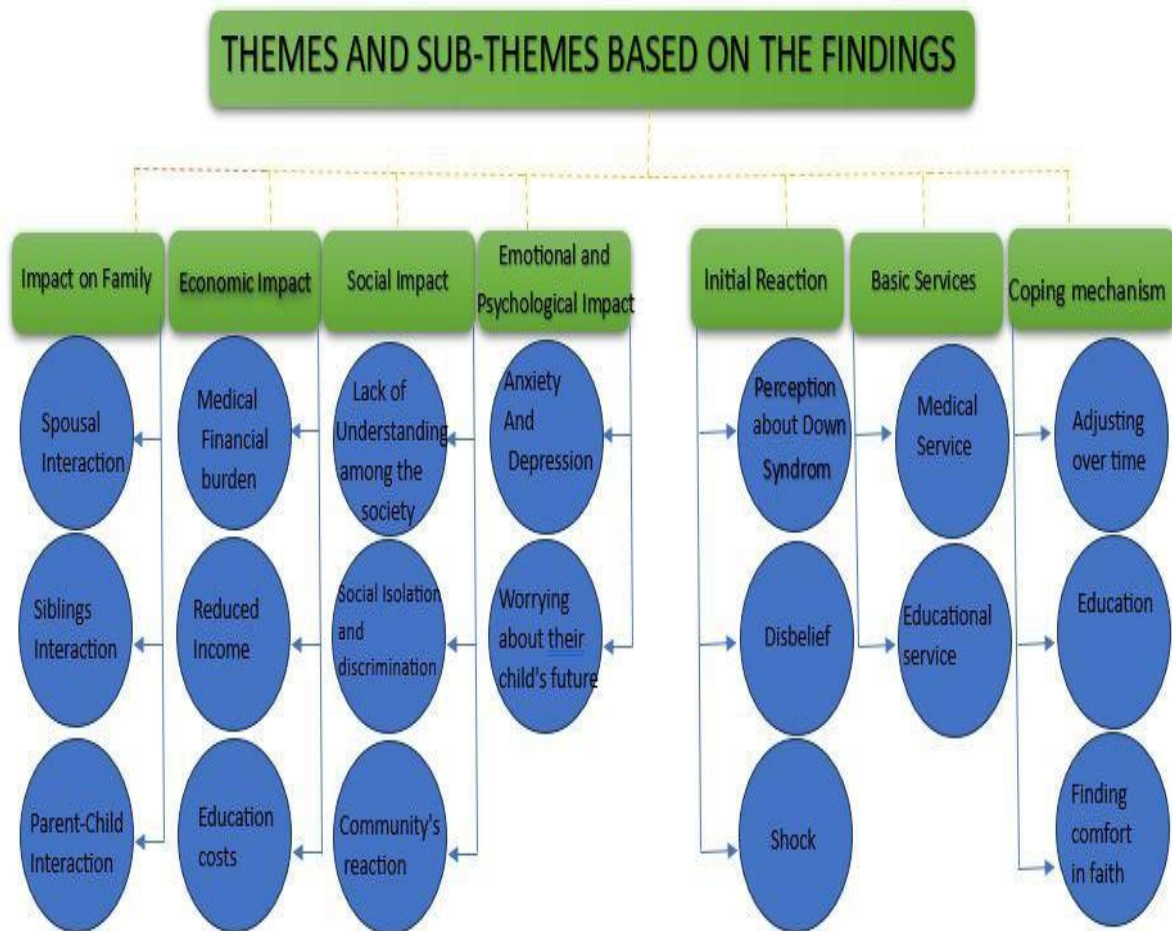 THEMES AND SUB-THEMES BASED ON THE FINDINGS
Impact on Family
Economic Impact
Social Impact
Emotional and
Psychological Impact
Initial Reaction
Basic Services
Coping mechanism
Spousal
Interaction
Siblings
Interaction
Parent-Child
Interaction
Medical
Financial
burden
Reduced
Income
Education
costs
Lack of
Understanding
among the
society
Social Isolation
and
discrimination
Community's
reaction
Anxiety
And
Depression
Worrying
about their
child's future
Perception
about Down
Syndrom
Disbelief
Shock
Medical
Service
Educational
service
Adjusting
over time
Education
Finding
comfort
in faith